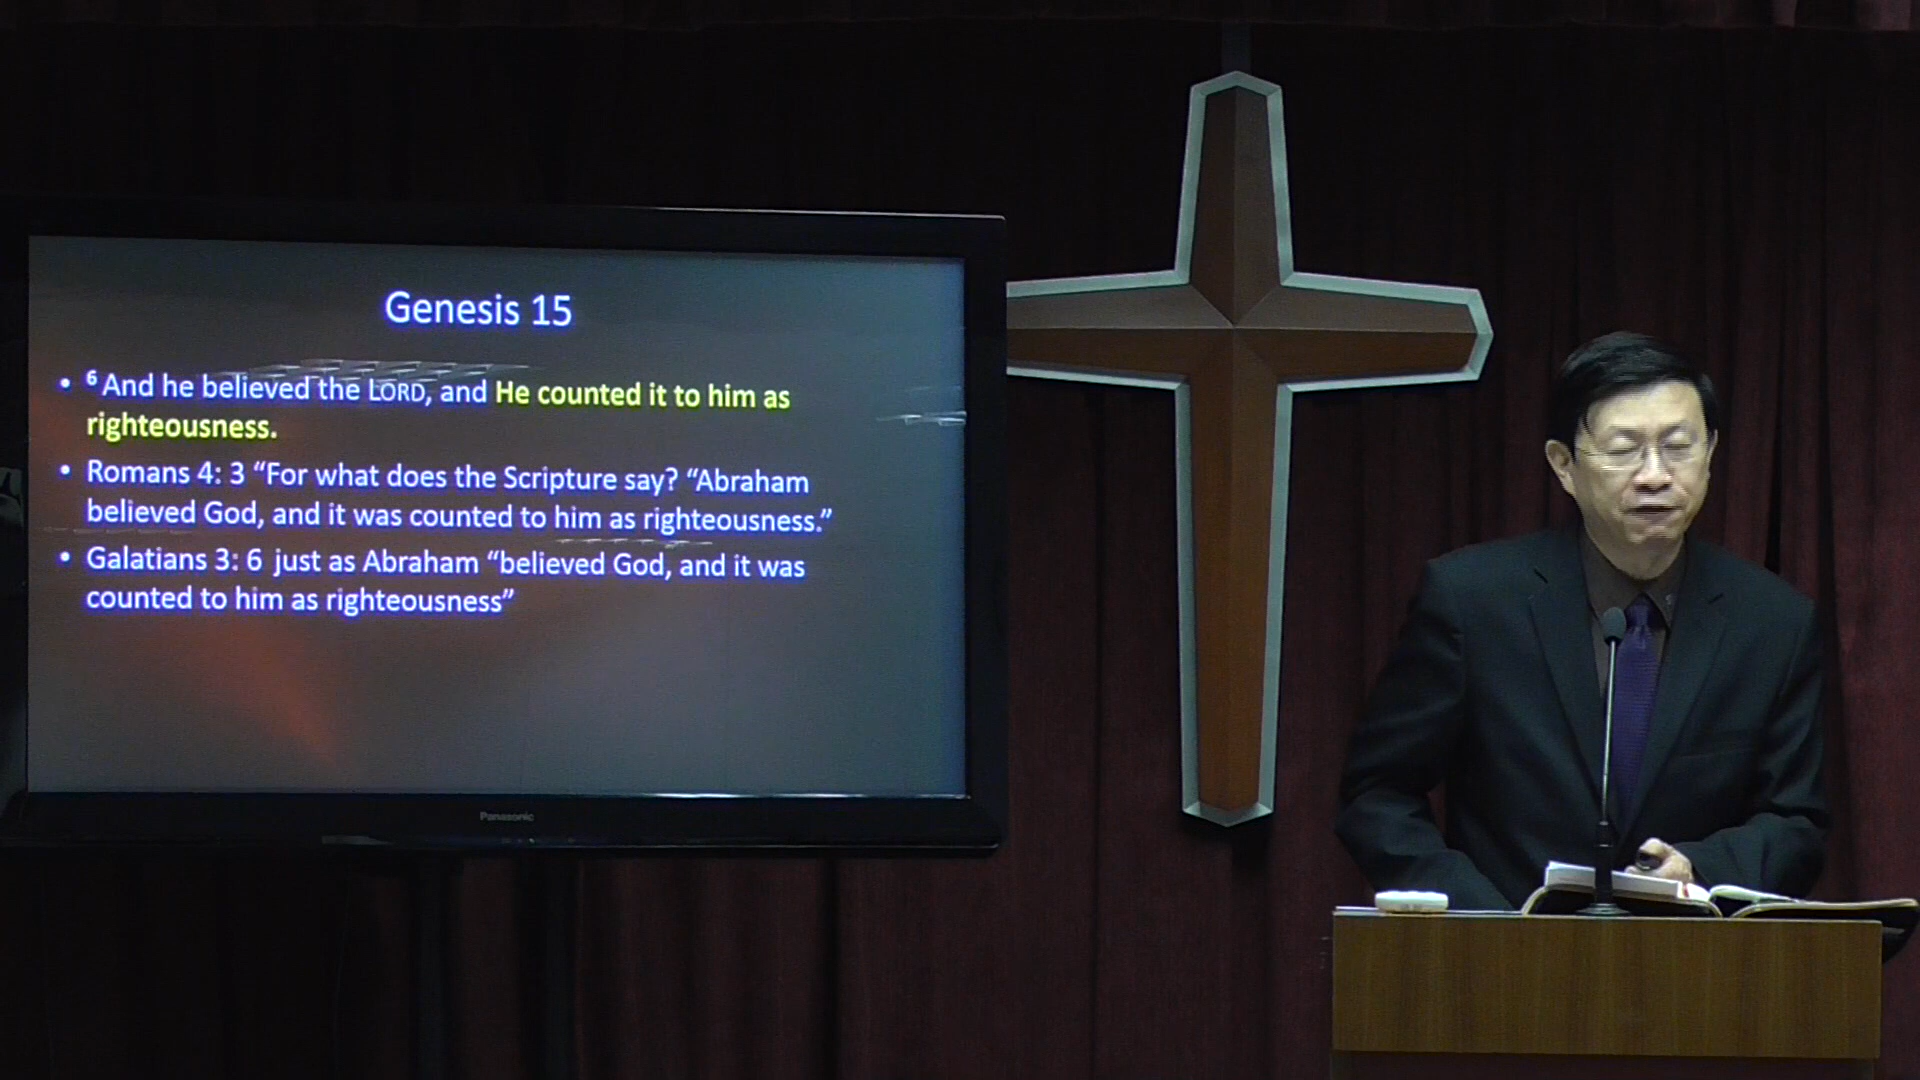 Genesis 15
• ⁶ And he believed the LORD, and He counted it to him as
righteousness.
• Romans 4: 3 “For what does the Scripture say? “Abraham
believed God, and it was counted to him as righteousness.”
• Galatians 3: 6 just as Abraham “believed God, and it was
counted to him as righteousness”
Panasonic